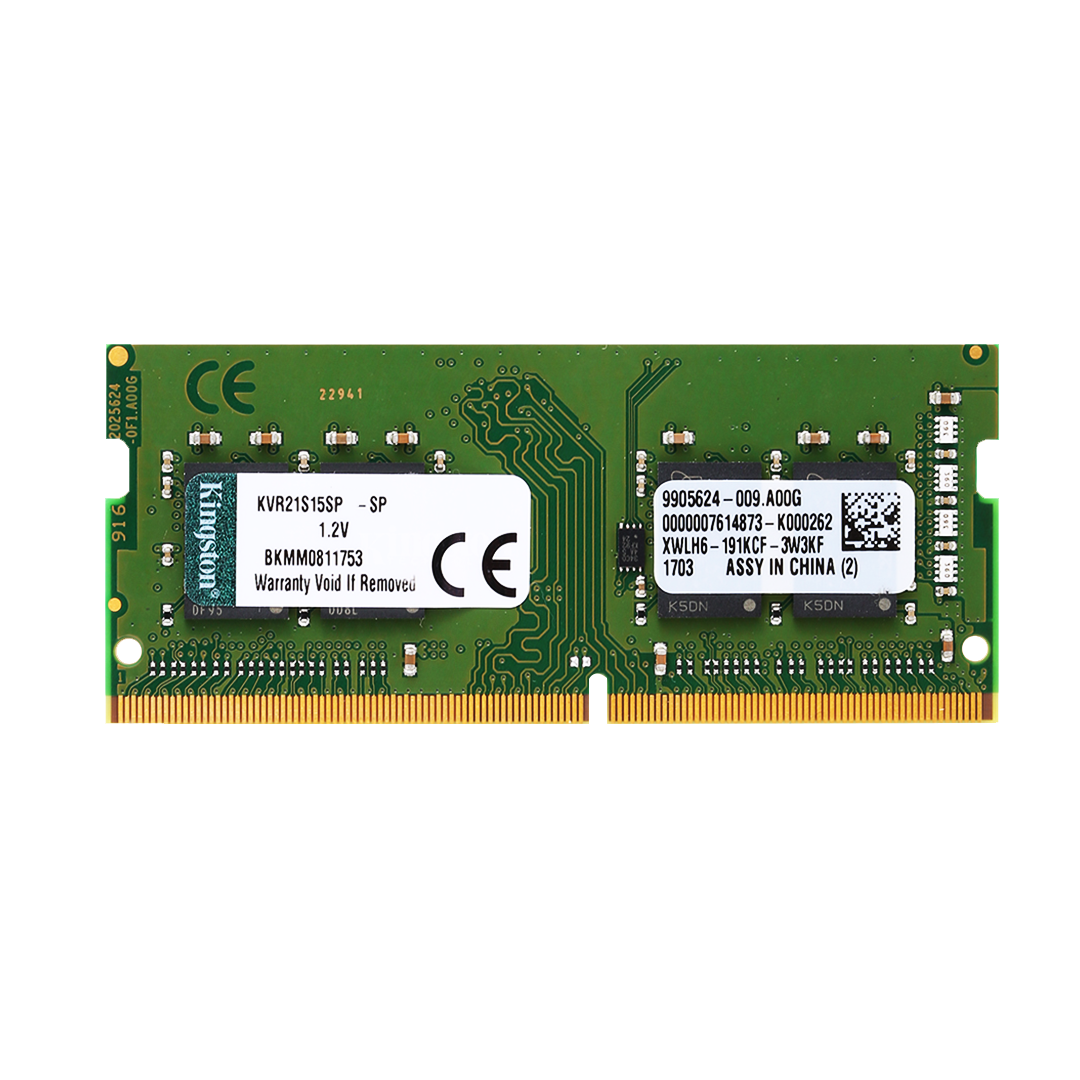 CE
22941
2025624
-0F1.A00G
916
Kingston
KVR21S15SP -SP
1.2V
BKMM0811753
Warranty Void If Removed
CE
9905624-009.A00G
0000007614873-K000262
XWLH6-191KCF-3W3KF
1703 ASSY IN CHINA (2)
K5DN
K5DN